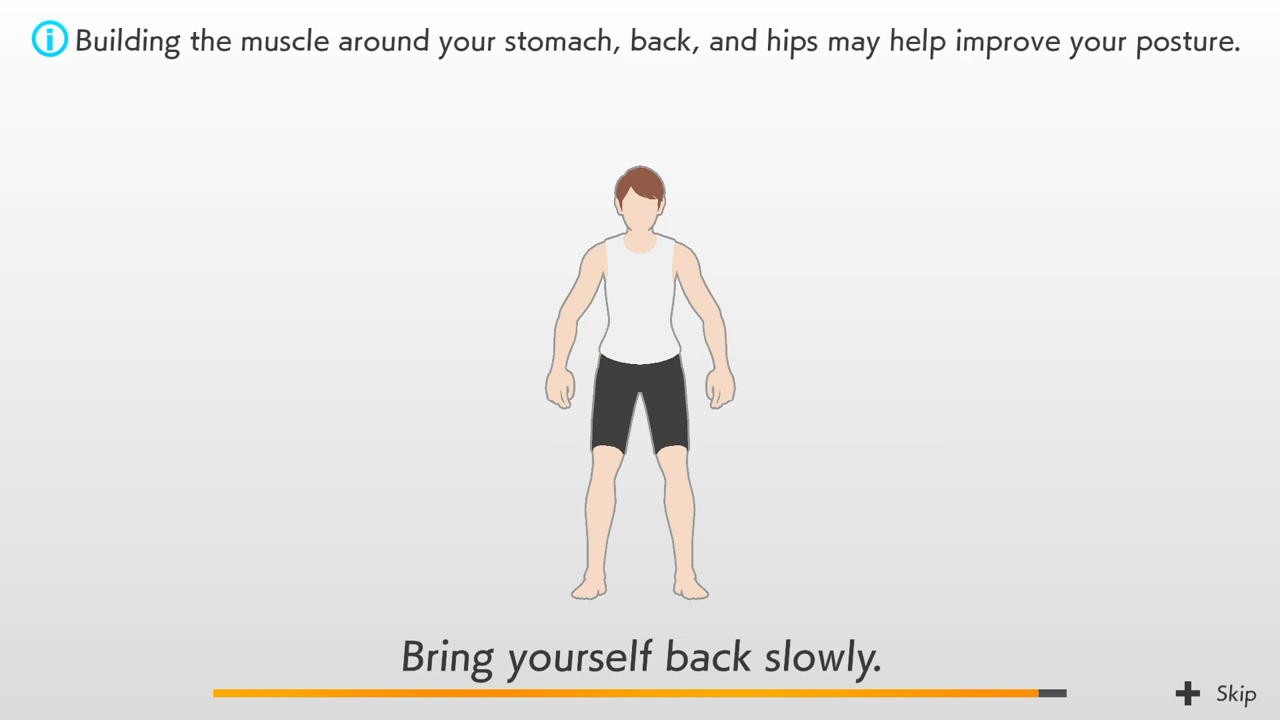 Building the muscle around your stomach, back, and hips may help improve your posture.
Bring yourself back slowly.
Skip